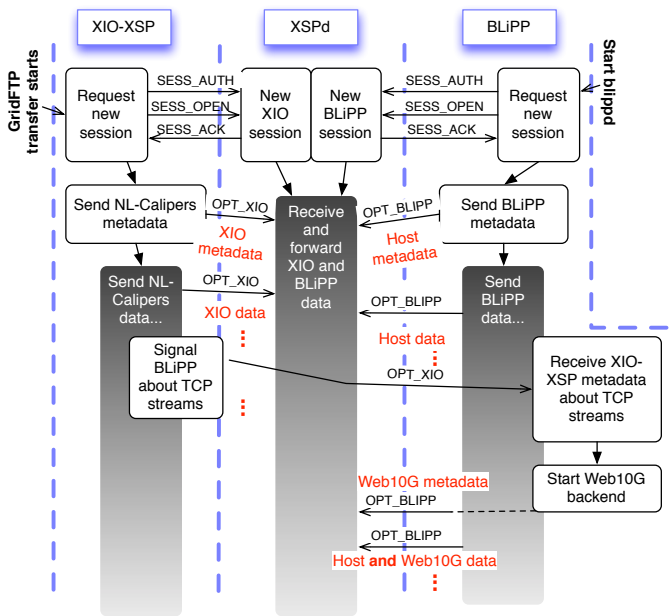 XIO-XSP
XSPd
BLiPP
GridFTP
transfer starts
Request
new
session
SESS_AUTH
SESS_OPEN
SESS_ACK
New
XIO
session
New
BLiPP
session
SESS_AUTH
SESS_OPEN
SESS_ACK
Request
new
session
Start blippd
Send NL-Calipers
metadata
OPT_XIO
XIO
metadata
Receive
and
forward
XIO and
BLiPP
data
OPT_BLIPP
Host
metadata
Send BLiPP
metadata
Send NL-
Calipers
data...
OPT_XIO
XIO data
OPT_BLIPP
Host data
Send
BLiPP
data...
Signal
BLiPP
about TCP
streams
OPT_XIO
Receive XIO-
XSP metadata
about TCP
streams
Start Web10G
backend
Web10G metadata
OPT_BLIPP
OPT_BLIPP
Host and Web10G data